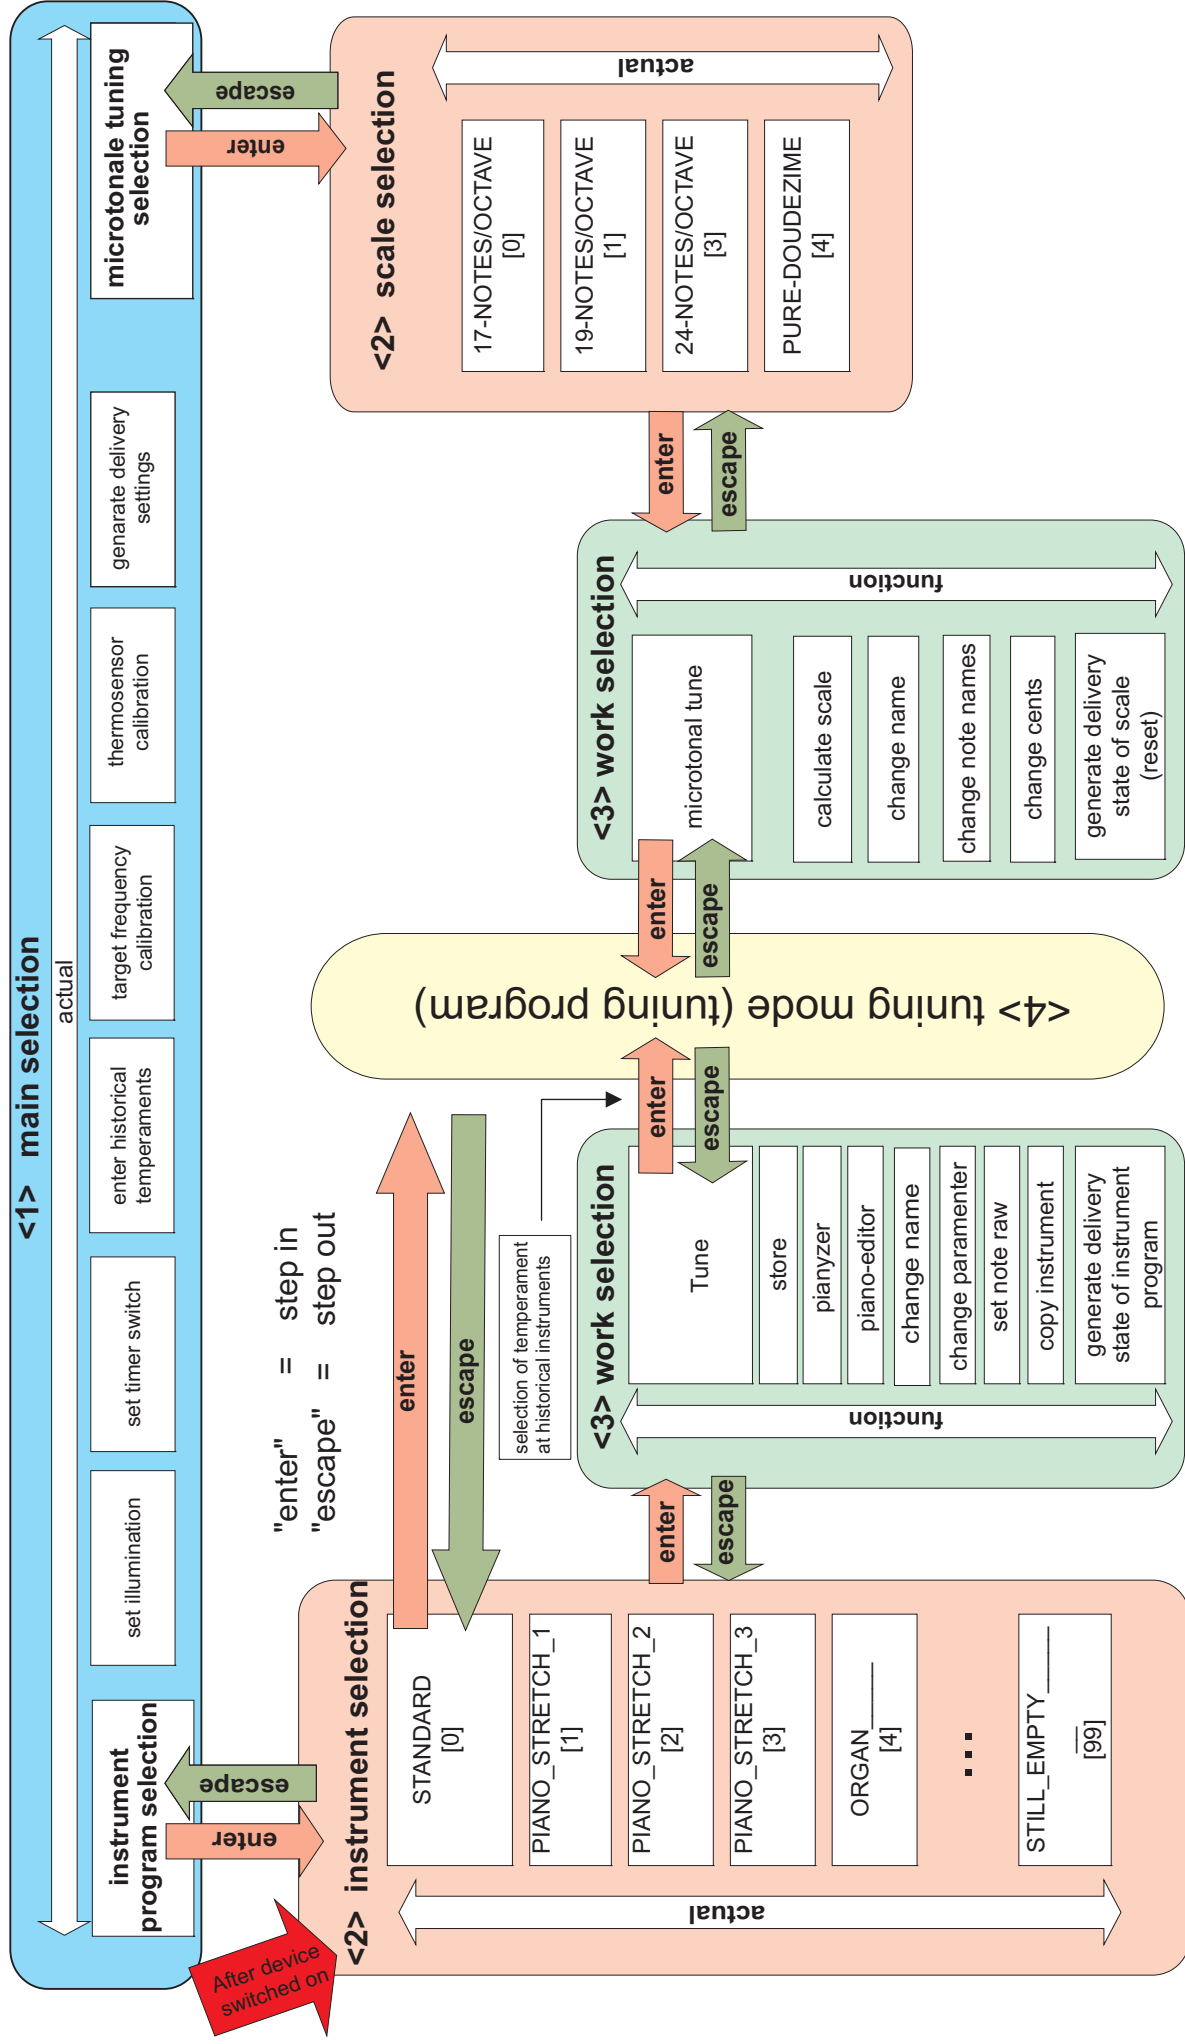 <1>   main selection
actual
instrument
program selection
set illumination
set timer switch
enter historical
temperaments
target frequency
calibration
thermosensor
calibration
genarate delivery
settings
microtonale tuning
selection
After device
switched on
enter
escape
"enter"    =   step in
"escape"  =   step out
enter
escape
<2>  instrument selection
actual
STANDARD
[0]
PIANO_STRETCH_1
[1]
PIANO_STRETCH_2
[2]
PIANO_STRETCH_3
[3]
ORGAN_____
[4]
...
STILL_EMPTY______
__
[99]
enter
escape
enter
escape
selection of temperament
at historical instruments
<3> work selection
function
Tune
store
pianyzer
piano-editor
change name
change paramenter
set note raw
copy instrument
generate delivery
state of instrument
program
enter
escape
<4> tuning mode (tuning program)
enter
escape
<3> work selection
function
microtonal tune
calculate scale
change name
change note names
change cents
generate delivery
state of scale
(reset)
enter
escape
<2>  scale selection
actual
17-NOTES/OCTAVE
[0]
19-NOTES/OCTAVE
[1]
24-NOTES/OCTAVE
[3]
PURE-DOUDEZIME
[4]